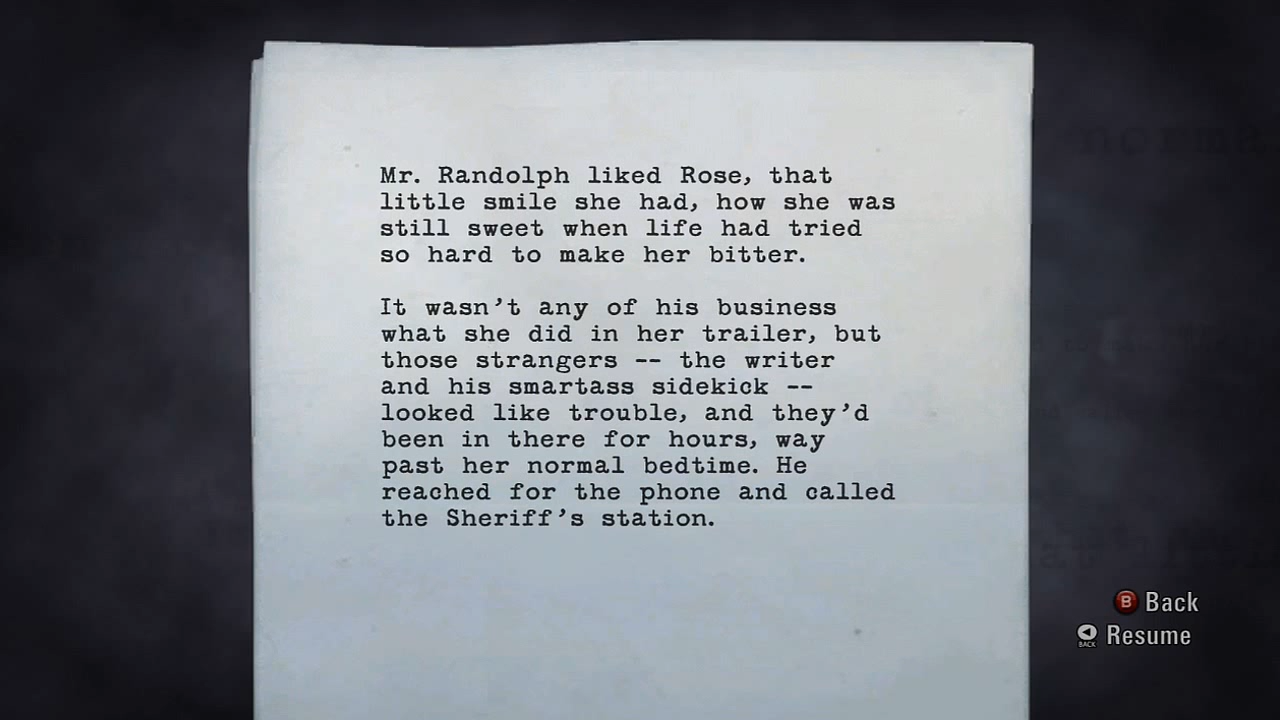 Mr. Randolph liked Rose, that
little smile she had, how she was
still sweet when life had tried
so hard to make her bitter.
It wasn't any of his business
what she did in her trailer, but
those strangers -- the writer
and his smartass sidekick --
looked like trouble, and they'd
been in there for hours, way
past her normal bedtime. He
reached for the phone and called
the Sheriff's station.
B Back
BACK Resume